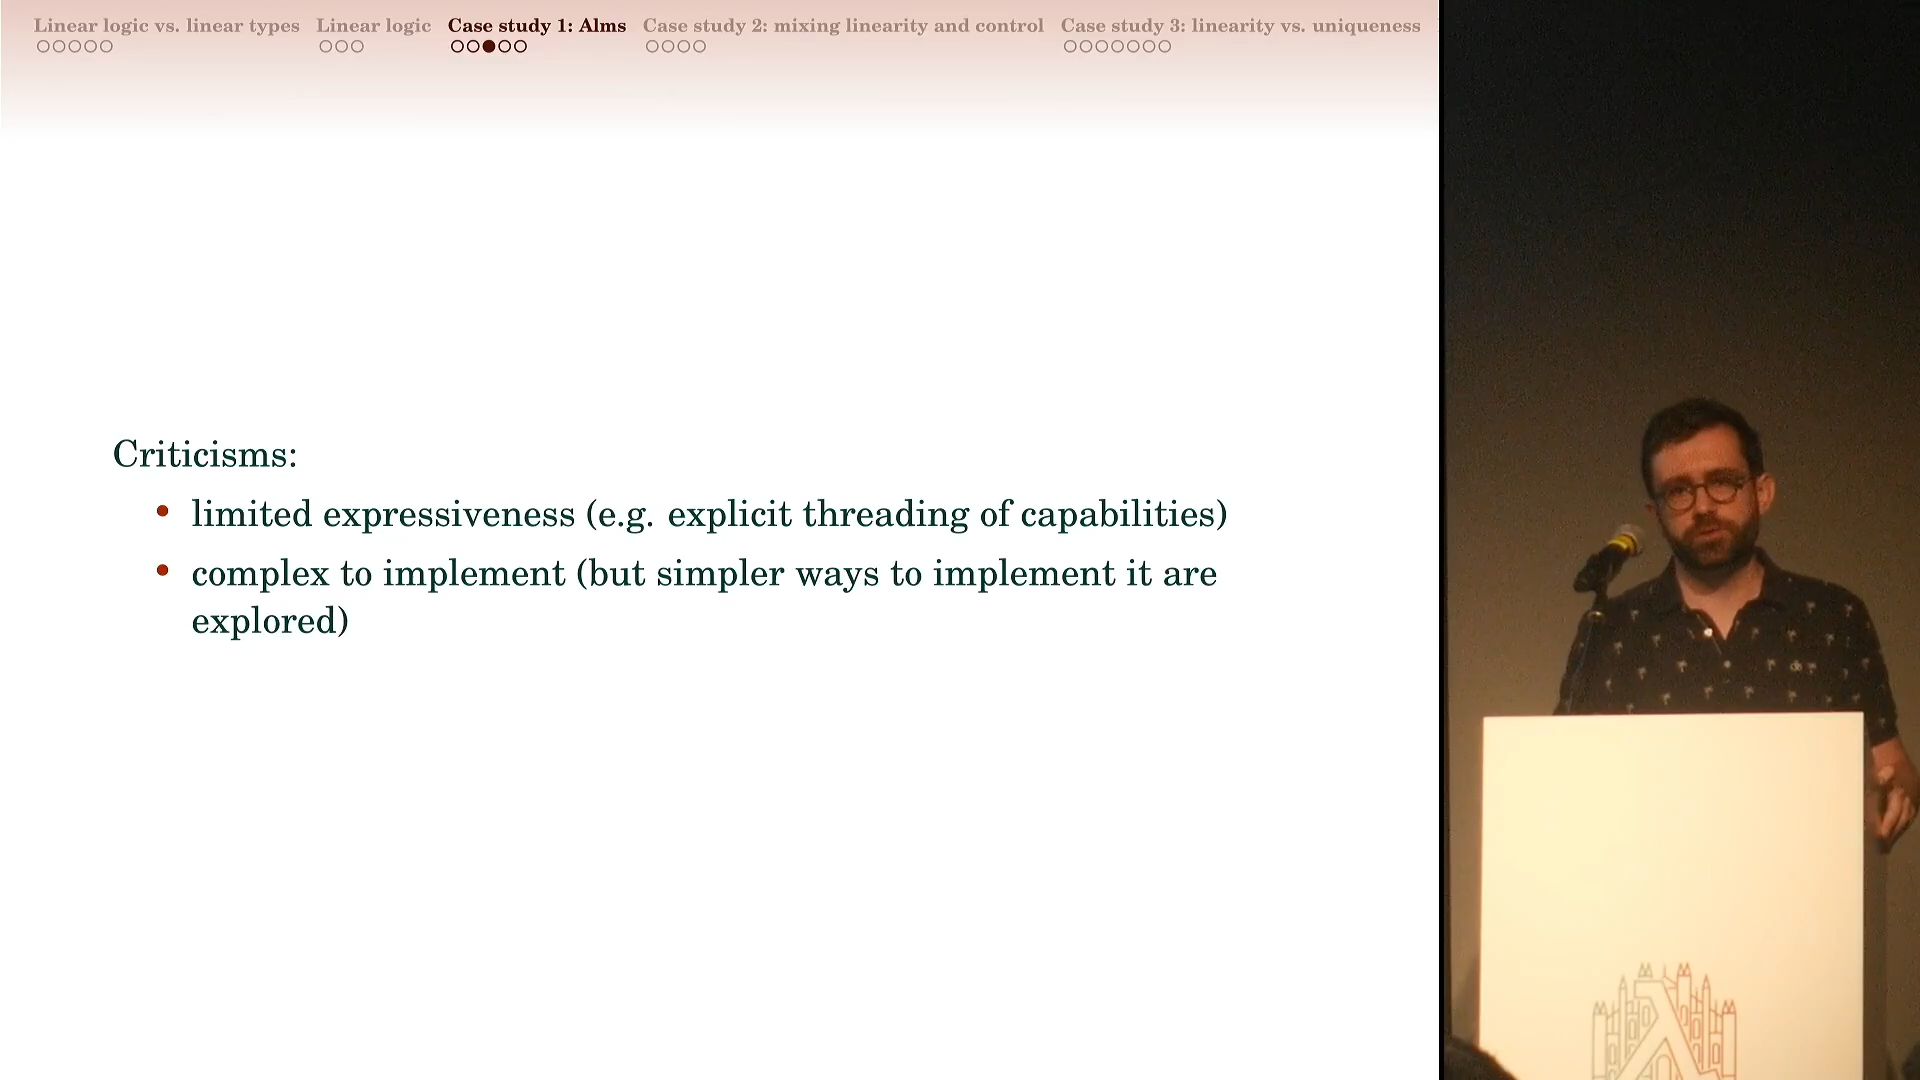 Linear logic vs. linear types Linear logic Case study 1: Alms Case study 2: mixing linearity and control Case study 3: linearity vs. uniqueness
Criticisms:
• limited expressiveness (e.g. explicit threading of capabilities)
• complex to implement (but simpler ways to implement it are
explored)